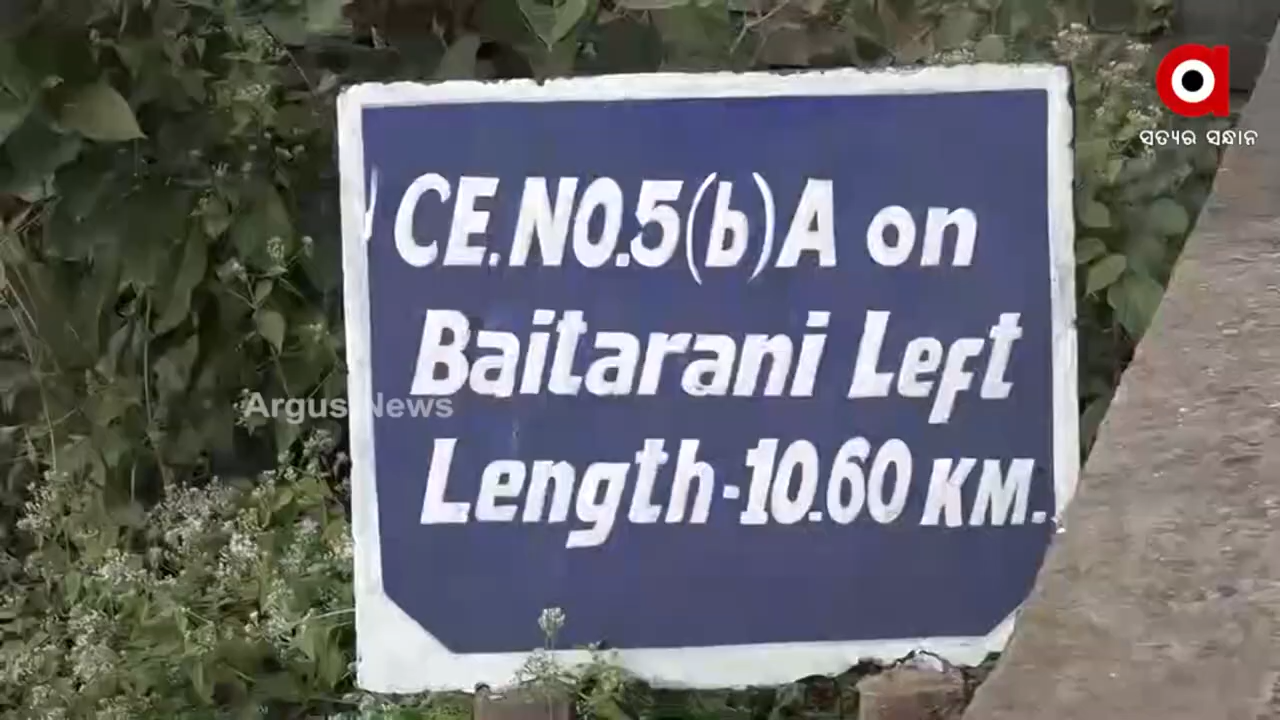 ସତ୍ୟର ସନ୍ଧାନ
CE.NO.5(b)A on
Baitarani Left
Argus News
Length-10.60 KM.